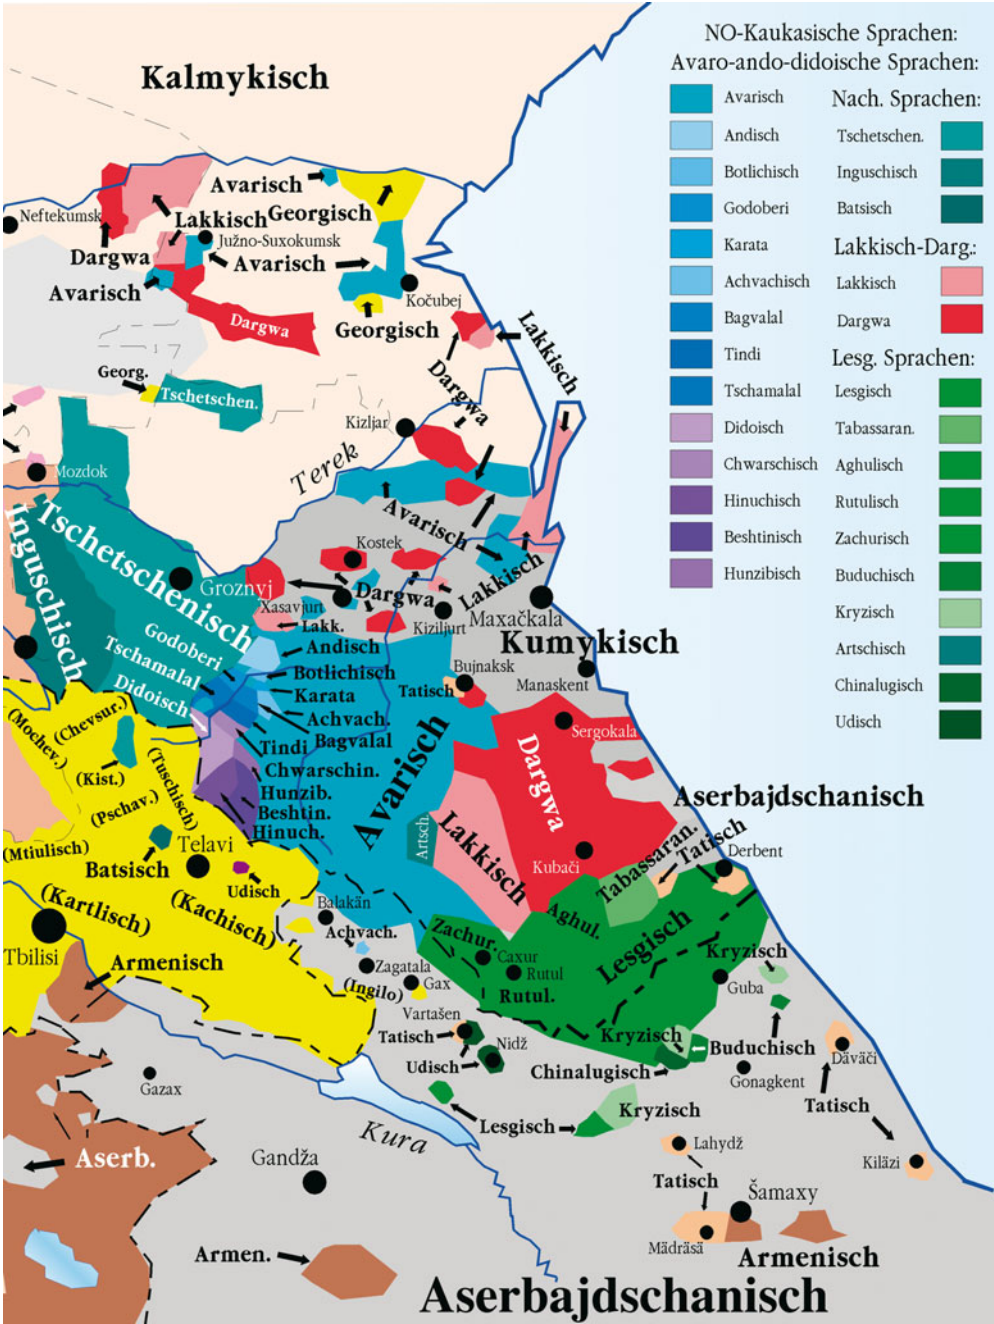 NO-Kaukasische Sprachen:
Avaro-ando-didoische Sprachen:
Avarisch
Andisch
Botlichisch
Godoberi
Karata
Achvachisch
Bagvalal
Tindi
Tschamalal
Didoisch
Chwarschisch
Hinuchisch
Beshtinisch
Hunzibisch
Nach. Sprachen:
Tschetschen.
Inguschisch
Batsisch
Lakkisch-Darg.:
Lakkisch
Dargwa
Lesg. Sprachen:
Lesgisch
Tabassaran.
Aghulisch
Rutulisch
Zachurisch
Buduchisch
Kryzisch
Artschisch
Chinalugisch
Udisch
Kalmykisch
Avarisch
Neftekumsk
Lakkisch
Georgisch
Južno-Suxokumsk
Dargwa
Avarisch
Avarisch
Kočubej
Dargwa
Georgisch
Lakkisch
Georg.
Tschetschen.
Dargwa
Kizljar
Terek
Mozdok
Avarisch
Inguschisch
Tschetschenisch
Kostek
Groznyj
Lakkisch
Xasavjurt
Dargwa
Kiziljurt
Maxačkala
Lakk.
Kumykisch
Godoberi
Andisch
Tschamalal
Botlichisch
Bujnaksk
Didoisch
Karata
Tatisch
Manaskent
Achvach.
Bagvalal
Tindi
Sergokala
(Mochev.)
(Chevsur.)
(Kist.)
(Tuschisch)
Chwarschin.
Avarisch
Dargwa
(Pschav.)
Hunzib.
Beshtin.
Hinuch.
Aserbajdschanisch
(Mtiulisch)
Telavi
Artsch.
Lakkisch
Tabassaran.
Tatisch
Derbent
Batsisch
Kubači
Udisch
(Kartlisch)
(Kachisch)
Balakän
Aghul.
Achvach.
Zachur.
Lesgisch
Tbilisi
Armenisch
Caxur
Kryzisch
Zagatala
Rutul
(Ingilo)
Gax
Rutul.
Guba
Vartašen
Tatisch
Nidž
Kryzisch
Buduchisch
Däväči
Udisch
Chinalugisch
Gazax
Gonagkent
Tatisch
Kryzisch
Lesgisch
Kura
Aserb.
Gandža
Lahydž
Kiläzi
Tatisch
Šamaxy
Armen.
Mädräsä
Armenisch
Aserbajdschanisch